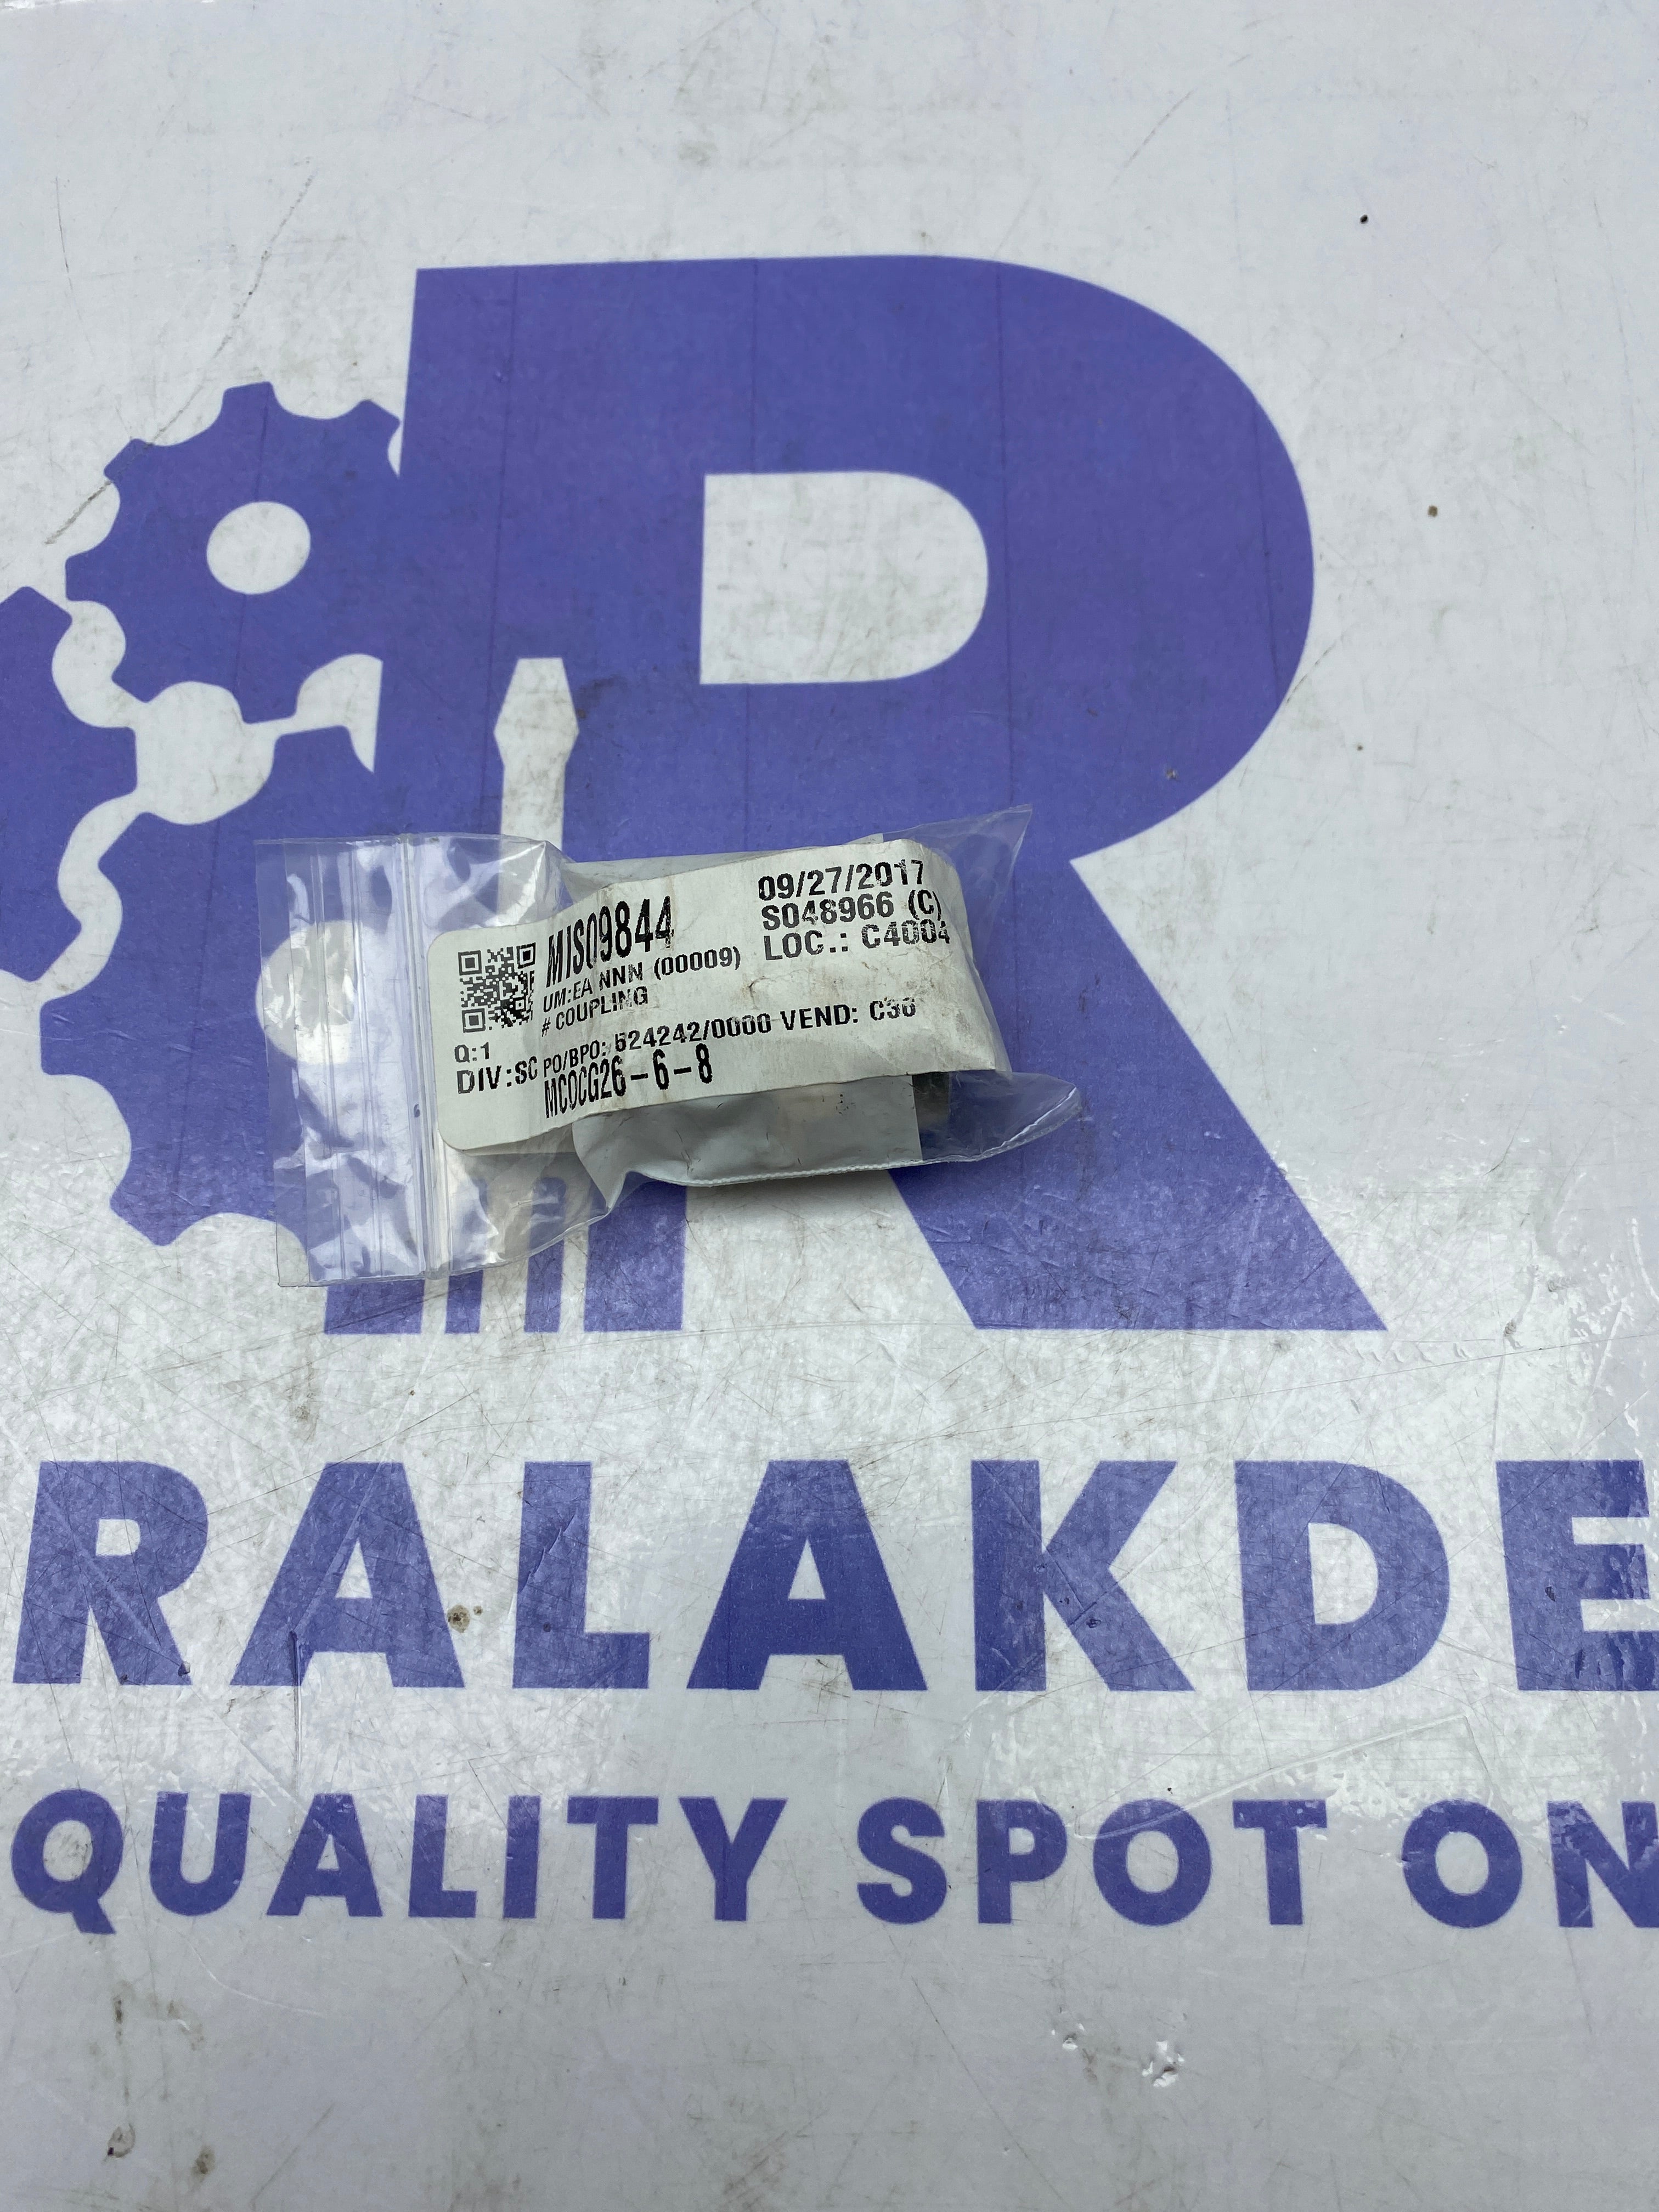 R
MIS09844
09/27/2017
S048966 (C)
LOC.: C4004
UM:EA NNN (00009)
# COUPLING
Q:1
PO/BPO: 524242/0000 VEND: C36
DIV:SC
MCOCG26-6-8
RALAKDE
QUALITY SPOT ON